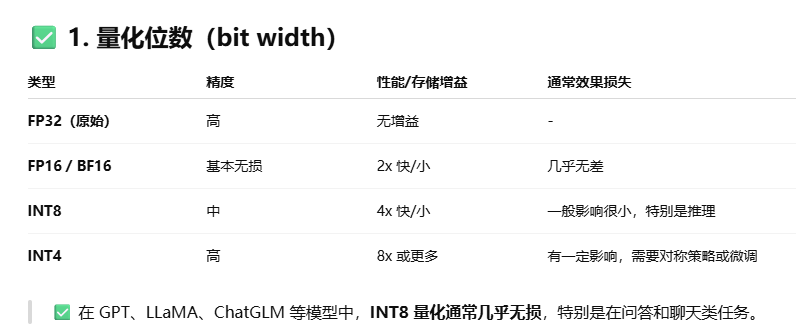 ✅ 1. 量化位数（bit width）
类型 精度 性能/存储增益 通常效果损失
FP32（原始） 高 无增益 -
FP16 / BF16 基本无损 2x 快/小 几乎无差
INT8 中 4x 快/小 一般影响很小，特别是推理
INT4 高 8x 或更多 有一定影响，需要对称策略或微调
✅ 在 GPT、LLaMA、ChatGLM 等模型中，INT8 量化通常几乎无损，特别是在问答和聊天类任务。